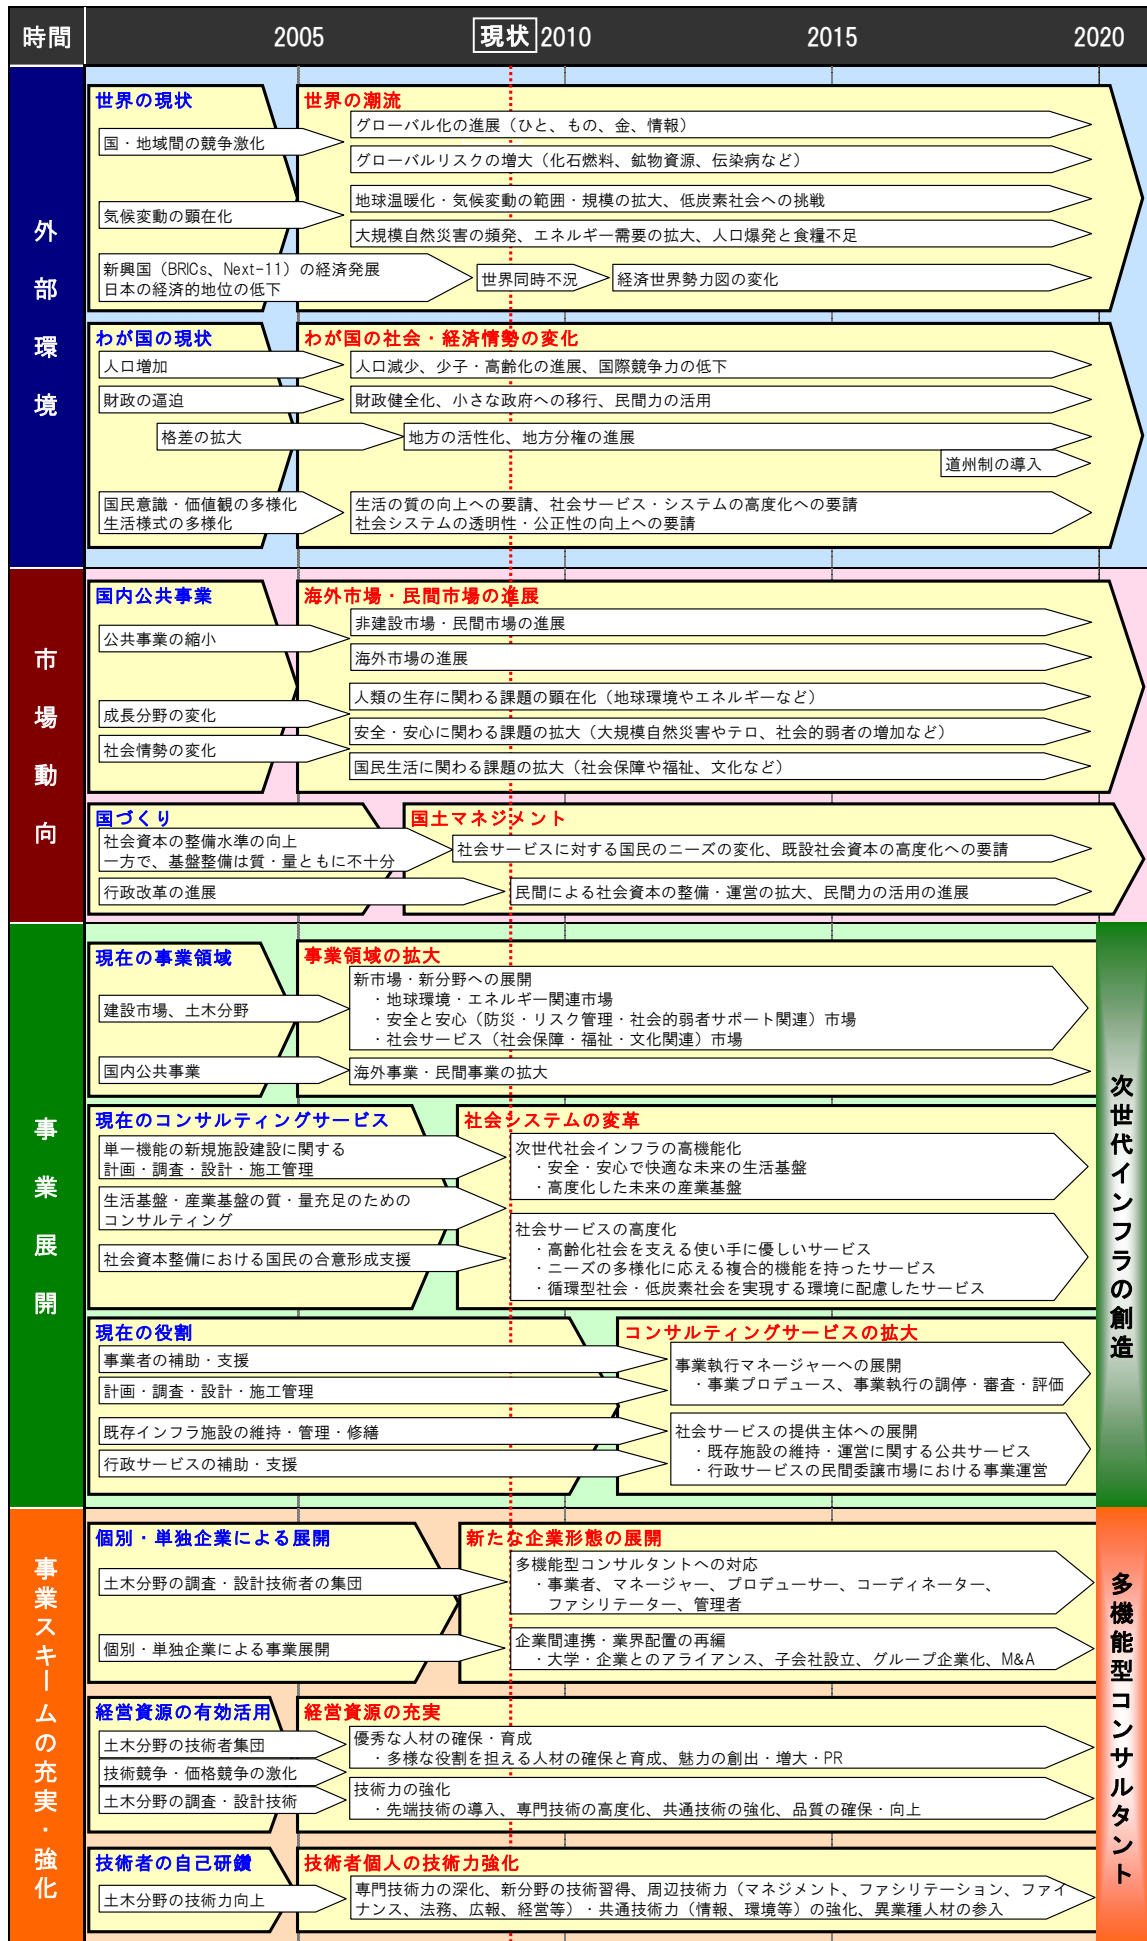 時間
2005
現状
2010
2015
2020
外部環境
世界の現状
世界の潮流
国・地域間の競争激化
グローバル化の進展（ひと、もの、金、情報）
グローバルリスクの増大（化石燃料、鉱物資源、伝染病など）
気候変動の顕在化
地球温暖化・気候変動の範囲・規模の拡大、低炭素社会への挑戦
大規模自然災害の頻発、エネルギー需要の拡大、人口爆発と食糧不足
新興国（BRICs、Next-11）の経済発展
日本の経済的地位の低下
世界同時不況
経済世界勢力図の変化
わが国の現状
わが国の社会・経済情勢の変化
人口増加
人口減少、少子・高齢化の進展、国際競争力の低下
財政の逼迫
財政健全化、小さな政府への移行、民間力の活用
格差の拡大
地方の活性化、地方分権の進展
道州制の導入
国民意識・価値観の多様化
生活様式の多様化
生活の質の向上への要請、社会サービス・システムの高度化への要請
社会システムの透明性・公正性の向上への要請
市場動向
国内公共事業
海外市場・民間市場の進展
公共事業の縮小
非建設市場・民間市場の進展
海外市場の進展
成長分野の変化
社会情勢の変化
人類の生存に関わる課題の顕在化（地球環境やエネルギーなど）
安全・安心に関わる課題の拡大（大規模自然災害やテロ、社会的弱者の増加など）
国民生活に関わる課題の拡大（社会保障や福祉、文化など）
国づくり
国土マネジメント
社会資本の整備水準の向上
一方で、基盤整備は質・量ともに不十分
社会サービスに対する国民のニーズの変化、既設社会資本の高度化への要請
行政改革の進展
民間による社会資本の整備・運営の拡大、民間力の活用の進展
事業展開
現在の事業領域
事業領域の拡大
建設市場、土木分野
新市場・新分野への展開
・地球環境・エネルギー関連市場
・安全と安心（防災・リスク管理・社会的弱者サポート関連）市場
・社会サービス（社会保障・福祉・文化関連）市場
国内公共事業
海外事業・民間事業の拡大
現在のコンサルティングサービス
社会システムの変革
単一機能の新規施設建設に関する
計画・調査・設計・施工管理
次世代社会インフラの高機能化
・安全・安心で快適な未来の生活基盤
・高度化した未来の産業基盤
生活基盤・産業基盤の質・量充足のための
コンサルティング
社会資本整備における国民の合意形成支援
社会サービスの高度化
・高齢化社会を支える使い手に優しいサービス
・ニーズの多様化に応える複合的機能を持ったサービス
・循環型社会・低炭素社会を実現する環境に配慮したサービス
現在の役割
コンサルティングサービスの拡大
事業者の補助・支援
計画・調査・設計・施工管理
事業執行マネージャーへの展開
・事業プロデュース、事業執行の調停・審査・評価
既存インフラ施設の維持・管理・修繕
行政サービスの補助・支援
社会サービスの提供主体への展開
・既存施設の維持・運営に関する公共サービス
・行政サービスの民間委譲市場における事業運営
次世代インフラの創造
事業スキームの充実・強化
個別・単独企業による展開
新たな企業形態の展開
土木分野の調査・設計技術者の集団
多機能型コンサルタントへの対応
・事業者、マネージャー、プロデューサー、コーディネーター、
ファシリテーター、管理者
個別・単独企業による事業展開
企業間連携・業界配置の再編
・大学・企業とのアライアンス、子会社設立、グループ企業化、M&A
経営資源の有効活用
経営資源の充実
土木分野の技術者集団
技術競争・価格競争の激化
土木分野の調査・設計技術
優秀な人材の確保・育成
・多様な役割を担える人材の確保と育成、魅力の創出・増大・PR
技術力の強化
・先端技術の導入、専門技術の高度化、共通技術の強化、品質の確保・向上
技術者の自己研鑽
技術者個人の技術力強化
土木分野の技術力向上
専門技術力の深化、新分野の技術習得、周辺技術力（マネジメント、ファシリテーション、ファイ
ナンス、法務、広報、経営等）・共通技術力（情報、環境等）の強化、異業種人材の参入
多機能型コンサルタント